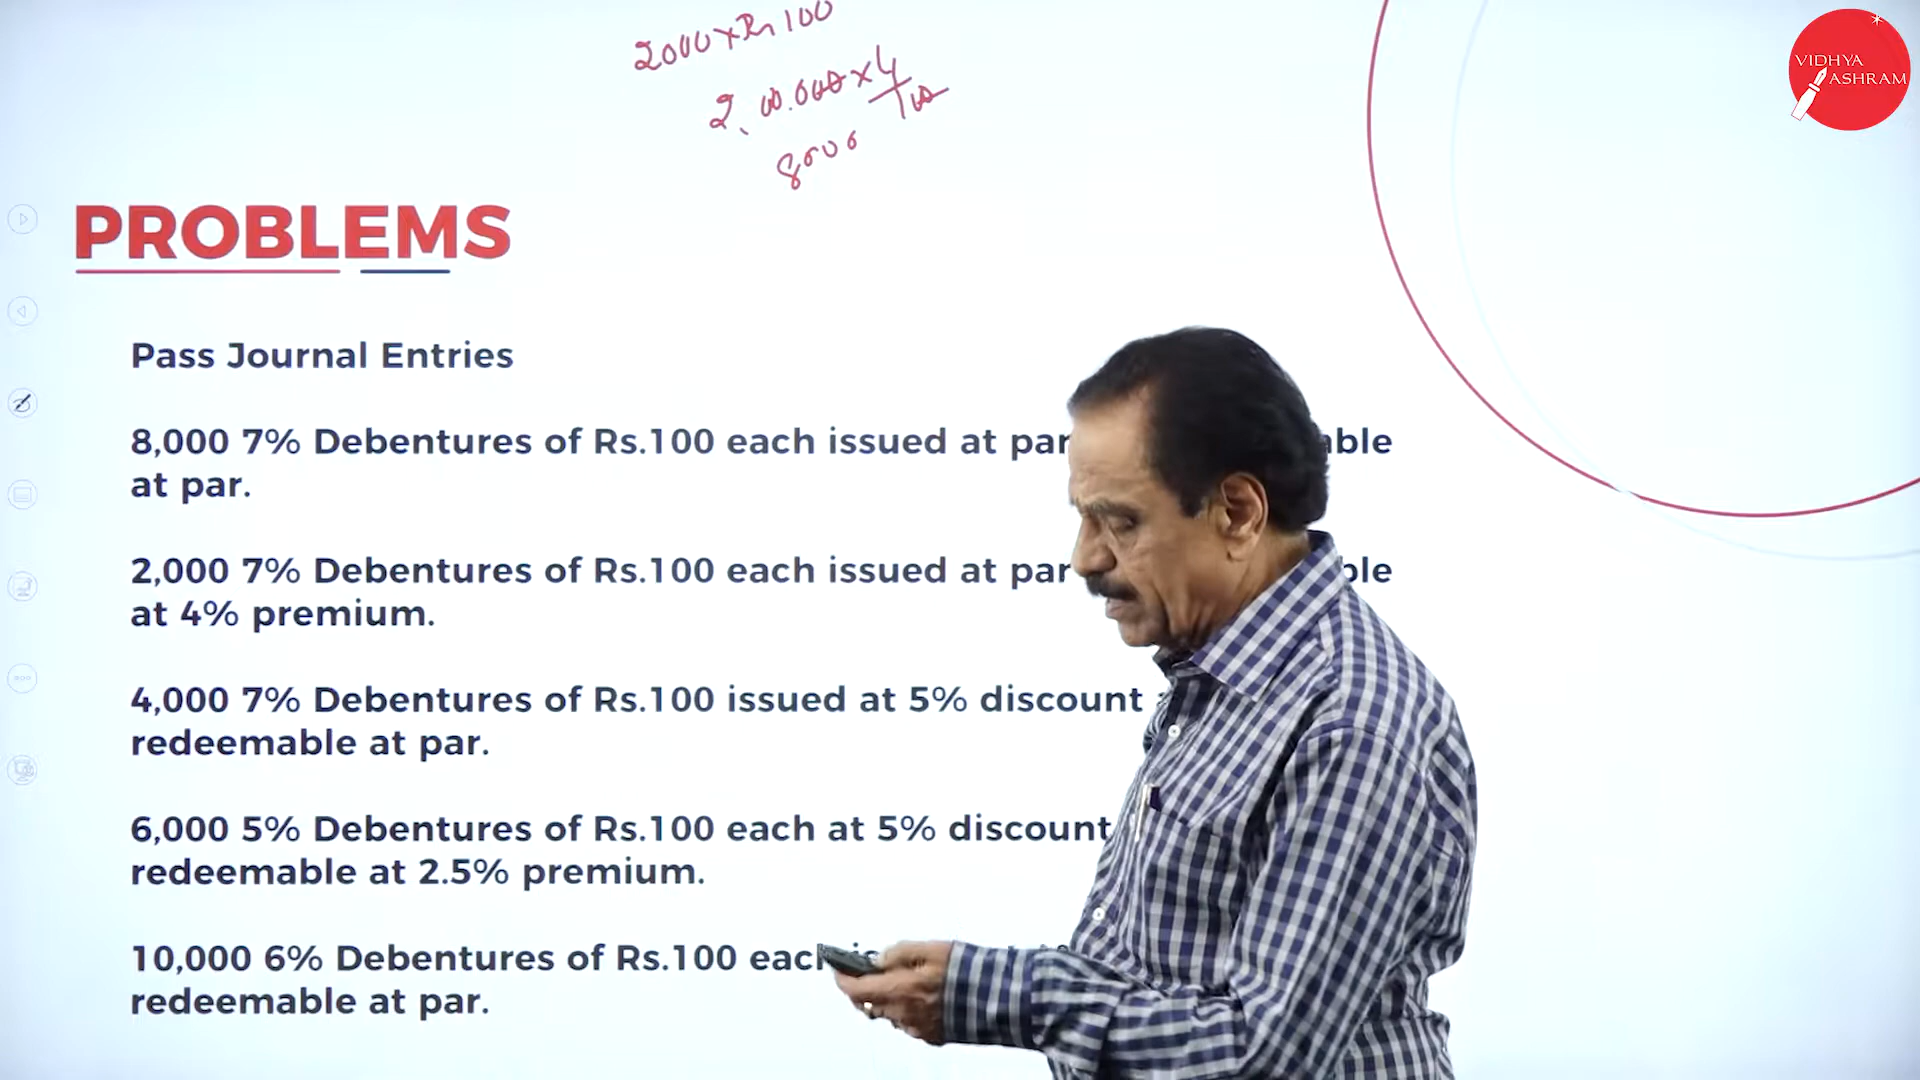 2000 x Rs 100
2,00,000 x 4/100
8000
VIDHYA
ASHRAM
PROBLEMS
Pass Journal Entries
8,000 7% Debentures of Rs.100 each issued at par
at par.
2,000 7% Debentures of Rs.100 each issued at par
at 4% premium.
4,000 7% Debentures of Rs.100 issued at 5% discount
redeemable at par.
6,000 5% Debentures of Rs.100 each at 5% discount
redeemable at 2.5% premium.
10,000 6% Debentures of Rs.100
redeemable at par.